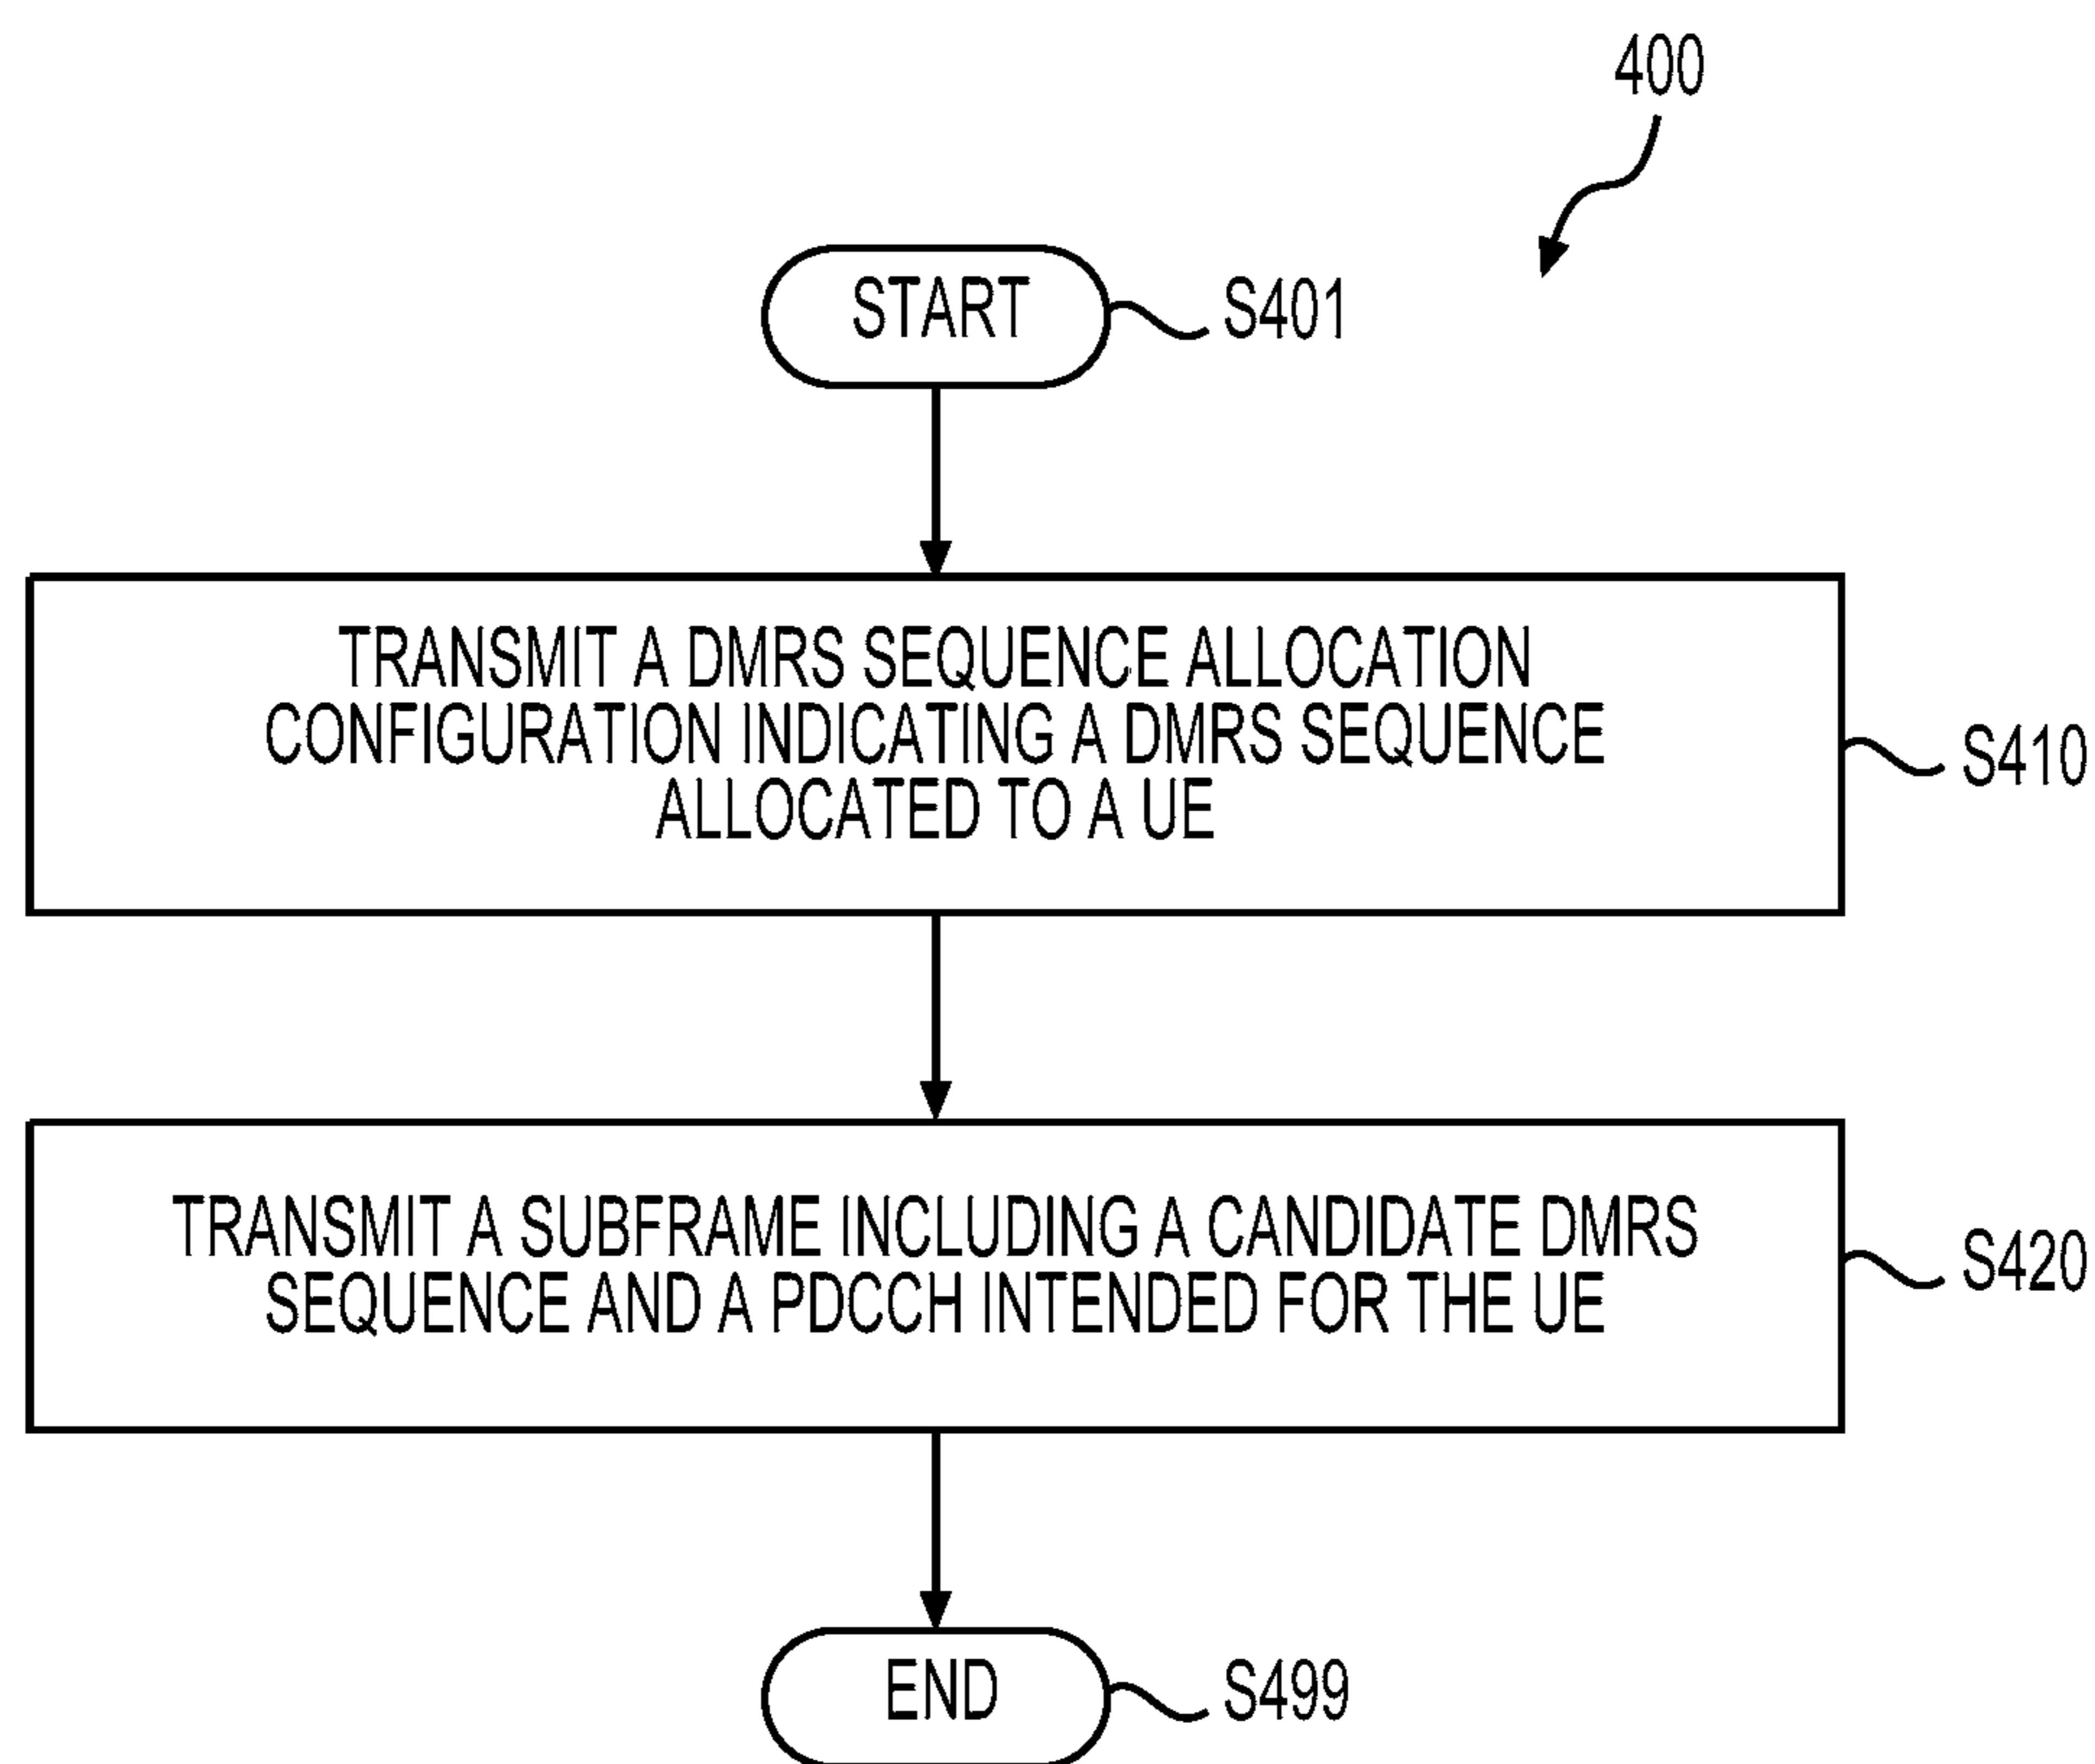 400
START
S401
TRANSMIT A DMRS SEQUENCE ALLOCATION
CONFIGURATION INDICATING A DMRS SEQUENCE
ALLOCATED TO A UE
S410
TRANSMIT A SUBFRAME INCLUDING A CANDIDATE DMRS
SEQUENCE AND A PDCCH INTENDED FOR THE UE
S420
END
S499